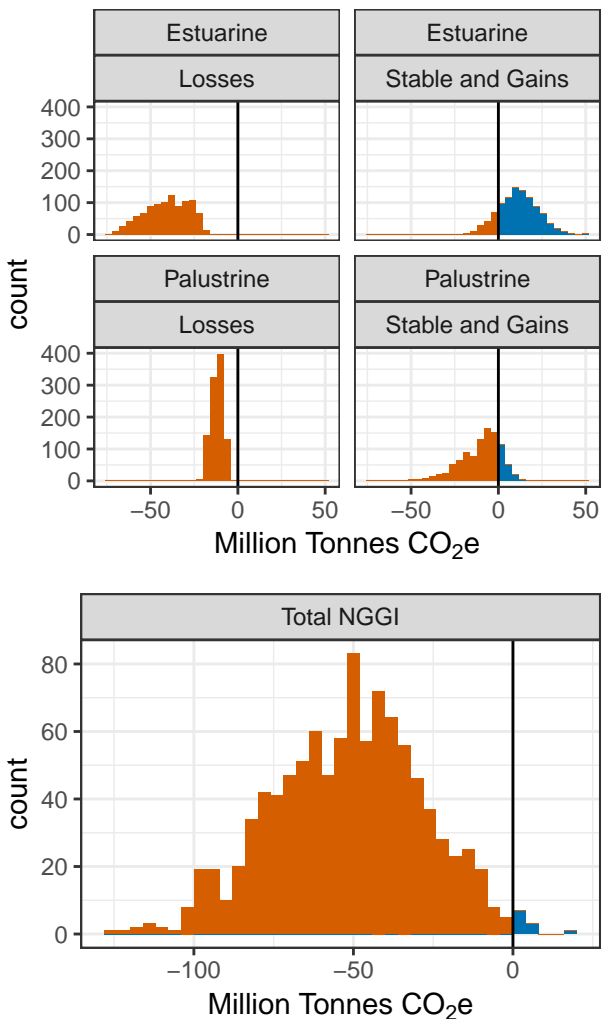 Estuarine Estuarine
Losses Stable and Gains
400
300
200
100
0
Palustrine Palustrine
Losses Stable and Gains
400
300
200
100
0
count
−50 0 50 −50 0 50
Million Tonnes CO₂e
Total NGGI
80
60
40
20
0
count
−100 −50 0
Million Tonnes CO₂e